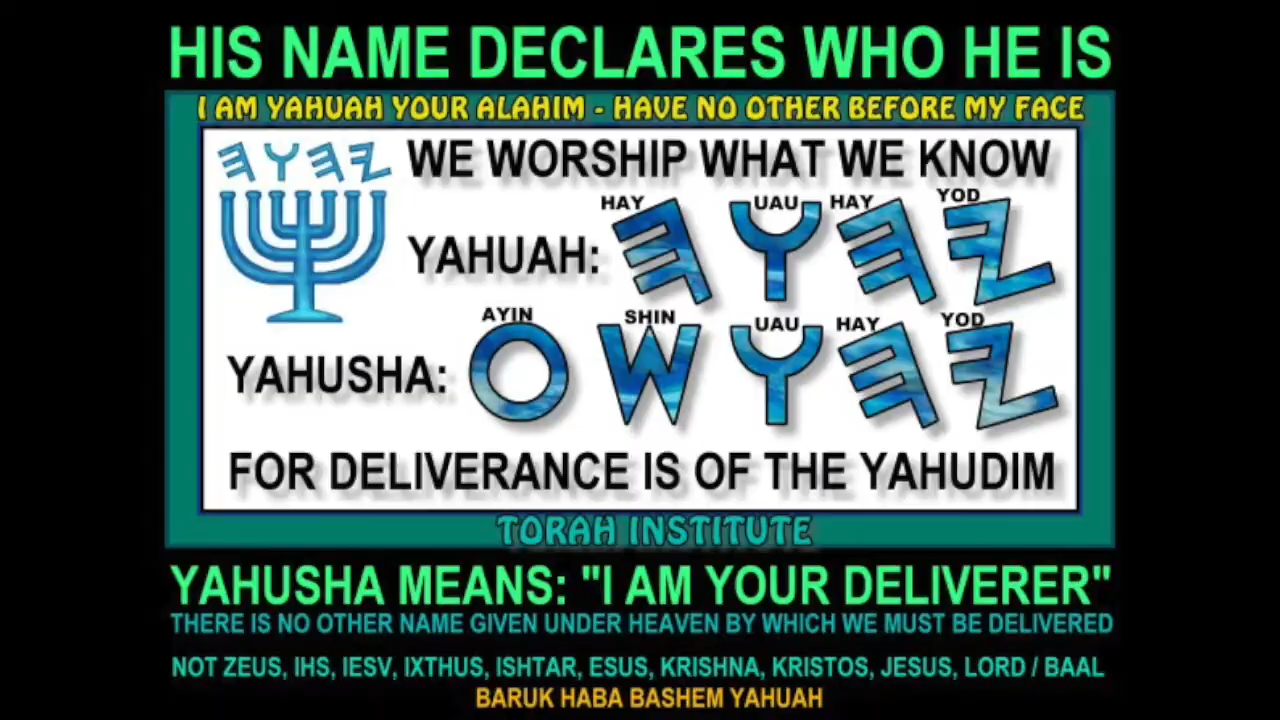 HIS NAME DECLARES WHO HE IS
I AM YAHUAH YOUR ALAHIM - HAVE NO OTHER BEFORE MY FACE
𐤄𐤅𐤄𐤉
WE WORSHIP WHAT WE KNOW
HAY UAU HAY YOD
YAHUAH: 𐤄𐤅𐤄𐤉
AYIN SHIN UAU HAY YOD
YAHUSHA: 𐤏𐤔𐤅𐤄𐤉
FOR DELIVERANCE IS OF THE YAHUDIM
TORAH INSTITUTE
YAHUSHA MEANS: "I AM YOUR DELIVERER"
THERE IS NO OTHER NAME GIVEN UNDER HEAVEN BY WHICH WE MUST BE DELIVERED
NOT ZEUS, IHS, IESV, IXTHUS, ISHTAR, ESUS, KRISHNA, KRISTOS, JESUS, LORD / BAAL
BARUK HABA BASHEM YAHUAH